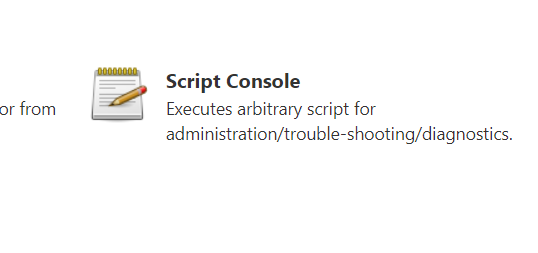 Script Console
or from
Executes arbitrary script for
administration/trouble-shooting/diagnostics.